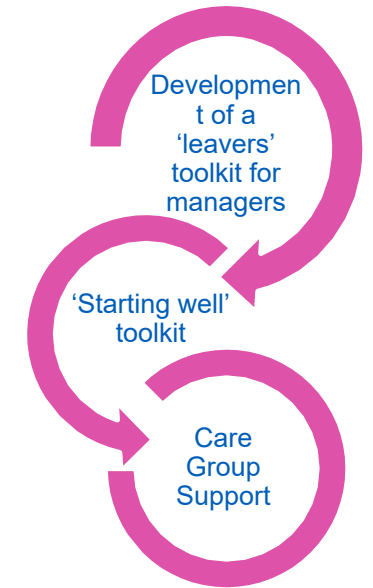 Developmen
t of a
‘leavers’
toolkit for
managers
‘Starting well’
toolkit
Care
Group
Support